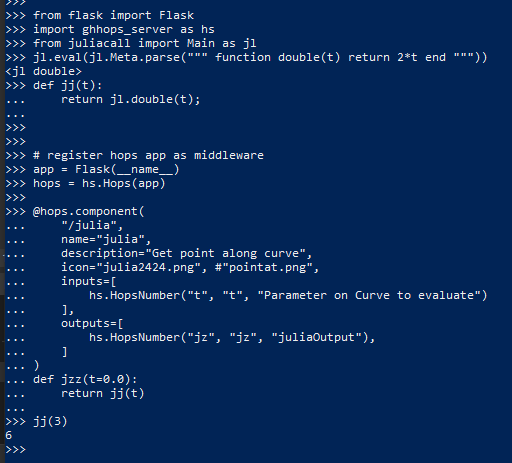 >>>
>>> from flask import Flask
>>> import ghhops_server as hs
>>> from juliacall import Main as jl
>>> jl.eval(jl.Meta.parse(""" function double(t) return 2*t end """))
<jl double>
>>> def jj(t):
...     return jl.double(t);
...
>>>
>>>
>>> # register hops app as middleware
>>> app = Flask(__name__)
>>> hops = hs.Hops(app)
>>>
>>> @hops.component(
...     "/julia",
...     name="julia",
...     description="Get point along curve",
...     icon="julia2424.png", #"pointat.png",
...     inputs=[
...         hs.HopsNumber("t", "t", "Parameter on Curve to evaluate")
...     ],
...     outputs=[
...         hs.HopsNumber("jz", "jz", "juliaOutput"),
...     ]
... )
... def jzz(t=0.0):
...     return jj(t)
...
>>> jj(3)
6
>>>